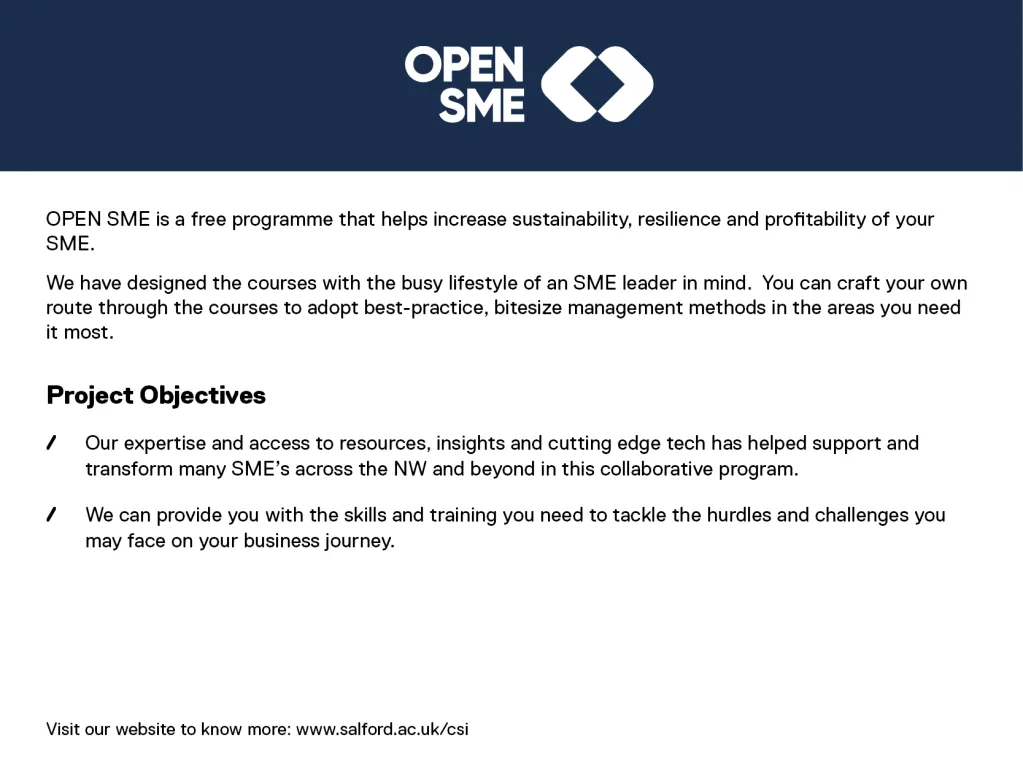 OPEN
SME
OPEN SME is a free programme that helps increase sustainability, resilience and profitability of your
SME.
We have designed the courses with the busy lifestyle of an SME leader in mind.  You can craft your own
route through the courses to adopt best-practice, bitesize management methods in the areas you need
it most.
Project Objectives
Our expertise and access to resources, insights and cutting edge tech has helped support and
transform many SME's across the NW and beyond in this collaborative program.
We can provide you with the skills and training you need to tackle the hurdles and challenges you
may face on your business journey.
Visit our website to know more: www.salford.ac.uk/csi